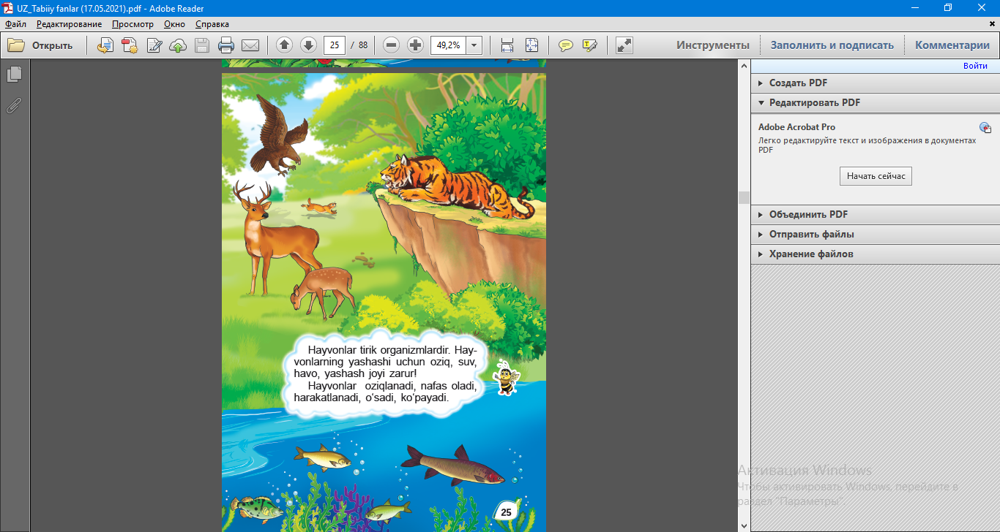 UZ_Tabiiy fanlar (17.05.2021).pdf - Adobe Reader
Файл Редактирование Просмотр Окно Справка
Открыть 25 / 88 49,2% Инструменты Заполнить и подписать Комментарии
Войти
Создать PDF
Редактировать PDF
Adobe Acrobat Pro
Легко редактируйте текст и изображения в документах
PDF
Начать сейчас
Объединить PDF
Отправить файлы
Хранение файлов
Hayvonlar tirik organizmlardir. Hay-
vonlarning yashashi uchun oziq, suv,
havo, yashash joyi zarur!
Hayvonlar oziqlanadi, nafas oladi,
harakatlanadi, o‘sadi, ko‘payadi.
25
Активация Windows
Чтобы активировать Windows, перейдите в
раздел "Параметры".